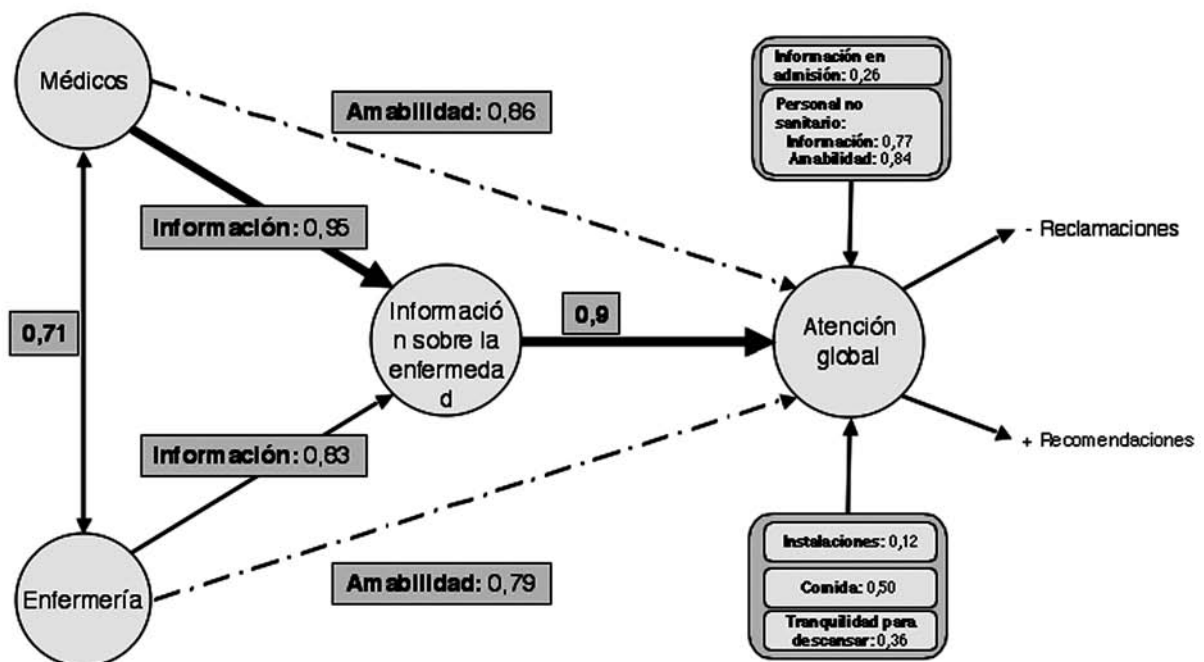 Médicos
Amabilidad: 0,86
Información en
admisión: 0,26
Personal no
sanitario:
Información: 0,77
Amabilidad: 0,84
Información: 0,95
- Reclamaciones
0,71
Informació
n sobre la
enfermeda
d
0,9
Atención
global
+ Recomendaciones
Información: 0,83
Enfermería
Amabilidad: 0,79
Instalaciones: 0,12
Comida: 0,50
Tranquilidad para
descansar: 0,36